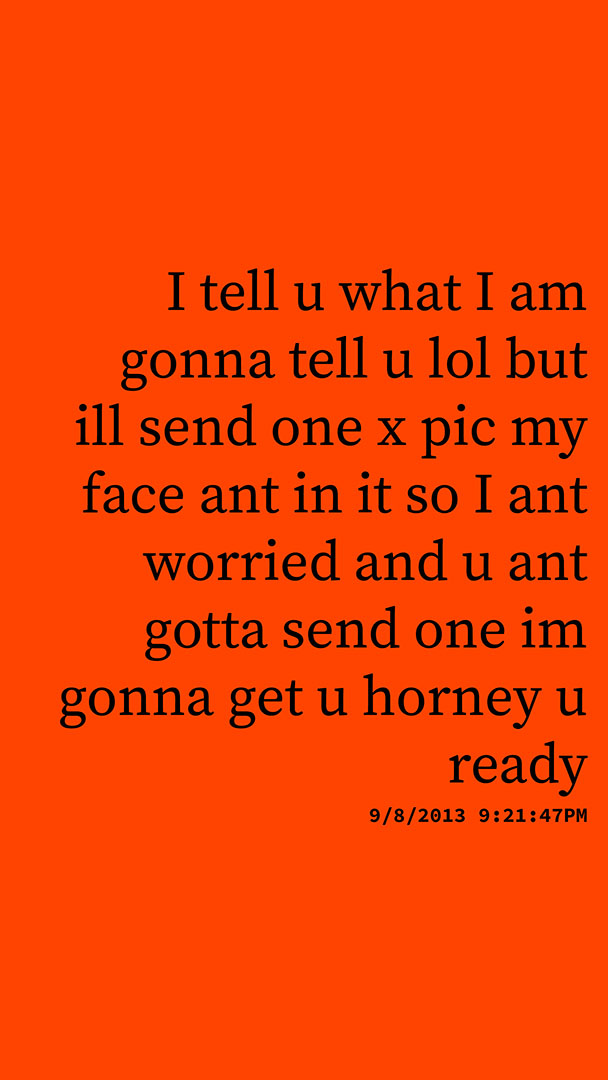 I tell u what I am
gonna tell u lol but
ill send one x pic my
face ant in it so I ant
worried and u ant
gotta send one im
gonna get u horney u
ready
9/8/2013 9:21:47PM